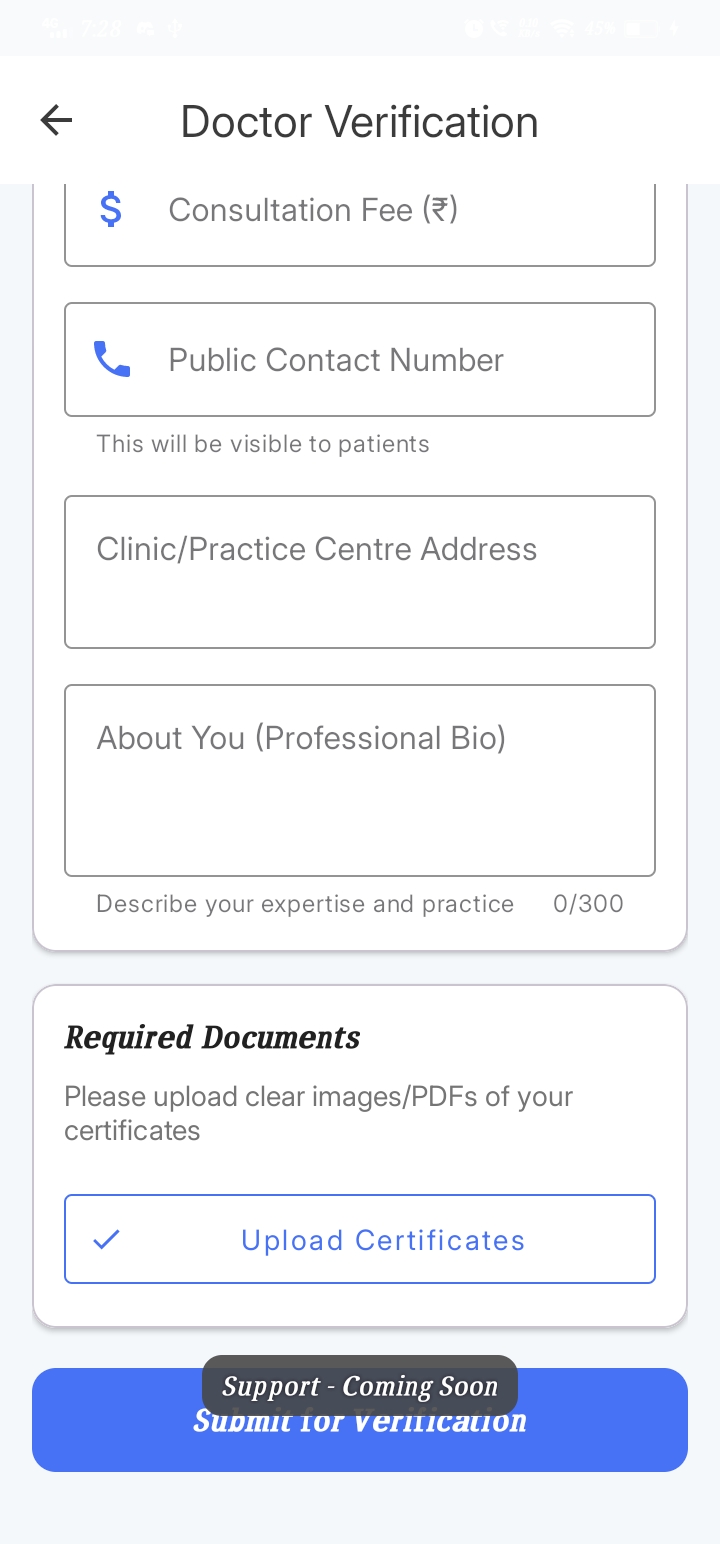 7:28
45%
Doctor Verification
$ Consultation Fee (₹)
Public Contact Number
This will be visible to patients
Clinic/Practice Centre Address
About You (Professional Bio)
Describe your expertise and practice 0/300
Required Documents
Please upload clear images/PDFs of your
certificates
Upload Certificates
Support - Coming Soon
Submit for Verification